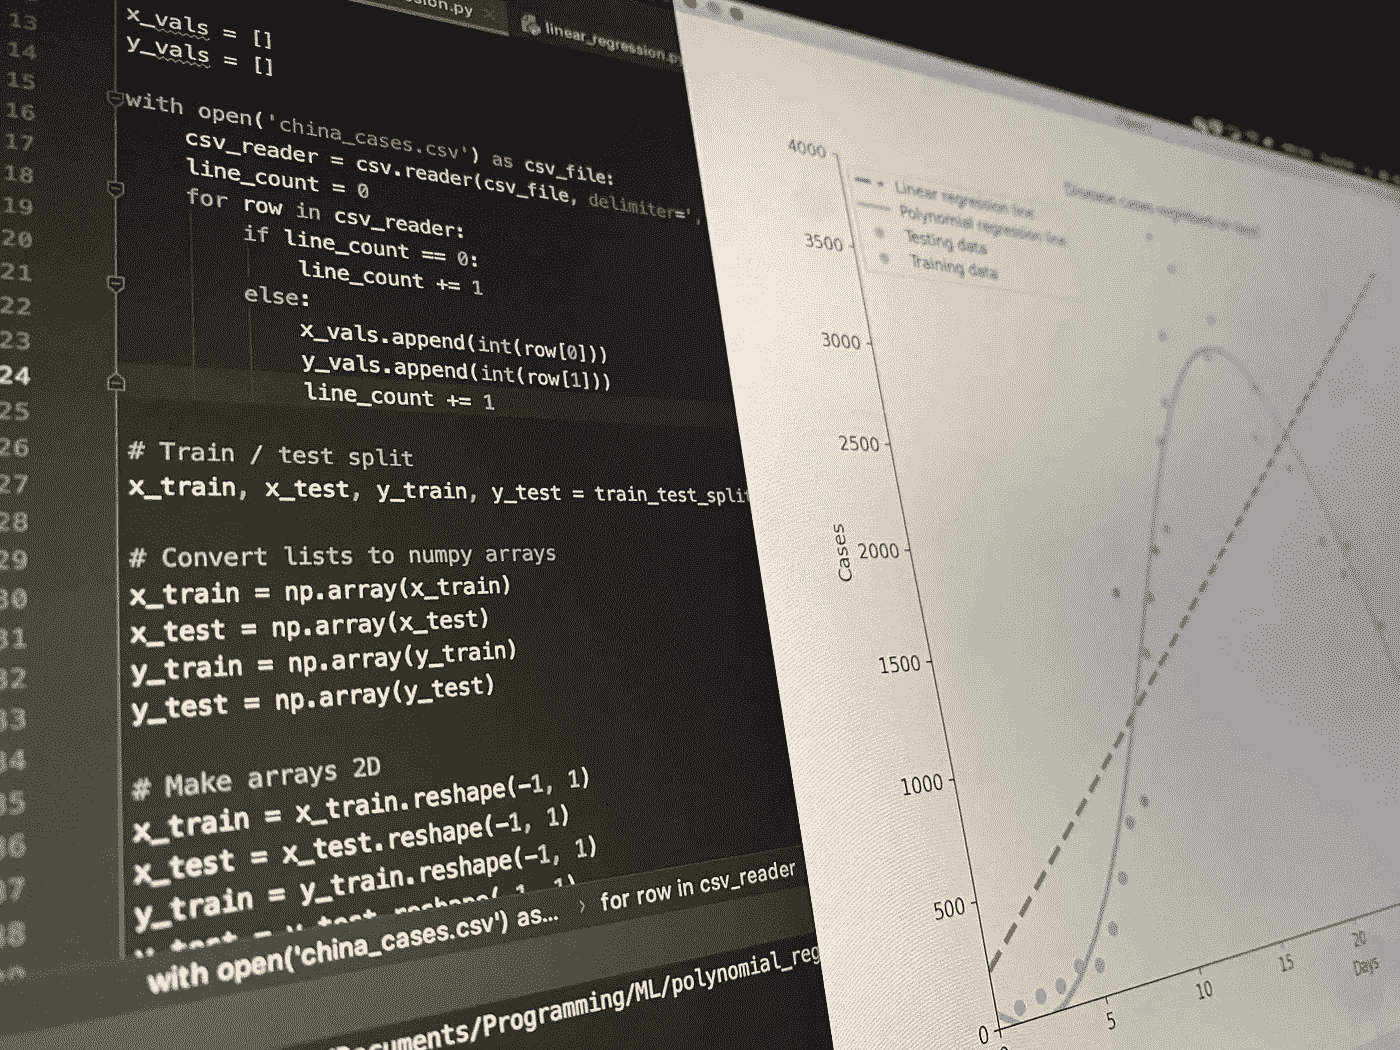 sion.py
linear_regression.py
13
x_vals = []
14
y_vals = []
15
16
with open('china_cases.csv') as csv_file:
17
csv_reader = csv.reader(csv_file, delimiter=',
18
line_count = 0
19
for row in csv_reader:
20
if line_count == 0:
21
line_count += 1
22
else:
23
x_vals.append(int(row[0]))
24
y_vals.append(int(row[1]))
25
line_count += 1
26
# Train / test split
27
x_train, x_test, y_train, y_test = train_test_split
28
29
# Convert lists to numpy arrays
30
x_train = np.array(x_train)
31
x_test = np.array(x_test)
32
y_train = np.array(y_train)
33
y_test = np.array(y_test)
34
35
# Make arrays 2D
36
x_train = x_train.reshape(-1, 1)
37
x_test = x_test.reshape(-1, 1)
38
y_train = y_train.reshape(-1, 1)
with open('china_cases.csv') as...
for row in csv_reader
Documents/Programming/ML/polynomial_reg
Disease cases
Linear regression line
Polynomial regression line
Testing data
Training data
4000
3500
3000
2500
2000
1500
1000
500
0
Cases
5
10
15
20
Days